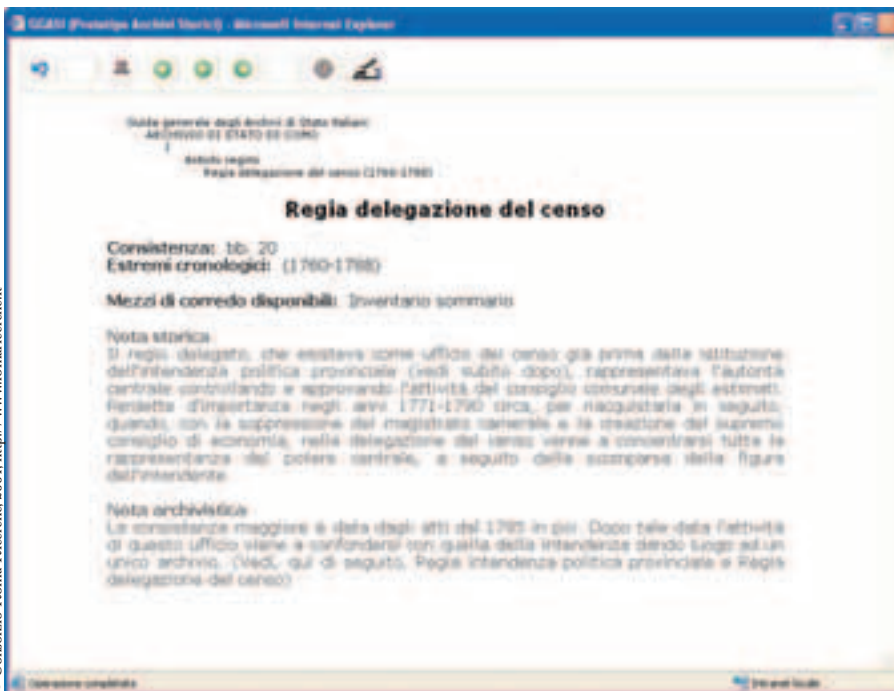 GGASI (Prototipo Archivi Storici) - Microsoft Internet Explorer
Guida generale degli Archivi di Stato Italiani
ARCHIVIO DI STATO DI COMO
Antichi regimi
Regia delegazione del censo (1760-1788)
Regia delegazione del censo
Consistenza: bb. 20
Estremi cronologici: (1760-1788)
Mezzi di corredo disponibili: Inventario sommario
Nota storica
Il regio delegato, che esisteva come ufficio del censo già prima della istituzione
dell'intendenza politica provinciale (vedi subito dopo), rappresentava l'autorità
centrale controllando e approvando l'attività del consiglio comunale degli estimati.
Perdette d'importanza negli anni 1771-1790 circa, per riacquistarla in seguito,
quando, con la soppressione del magistrato camerale e la creazione del supremo
consiglio di economia, nella delegazione del censo venne a concentrarsi tutta la
rappresentanza del potere centrale, a seguito della scomparsa della figura
dell'intendente.
Nota archivistica
La consistenza maggiore è data dagli atti dal 1785 in poi. Dopo tale data l'attività
di questo ufficio viene a confondersi con quella della intendenza dando luogo ad un
unico archivio. (Vedi, qui di seguito, Regia intendenza politica provinciale e Regia
delegazione del censo)
Operazione completata
Intranet locale